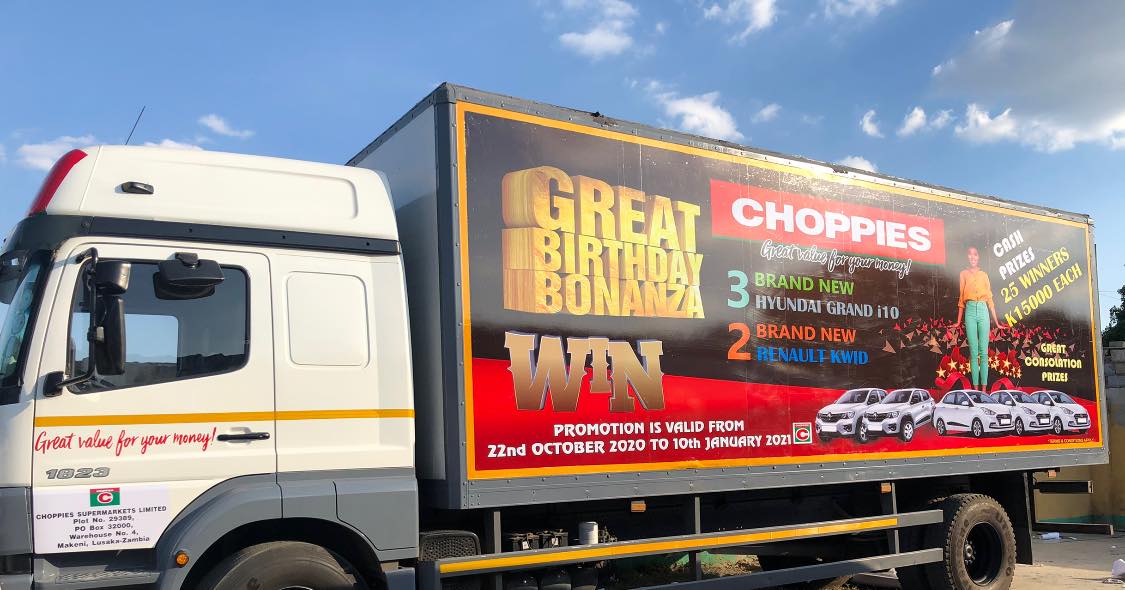 Great value for your money!
1823
C
CHOPPIES SUPERMARKETS LIMITED
Plot No. 29389,
PO Box 32000,
Warehouse No. 4,
Makeni, Lusaka-Zambia
GREAT
BIRTHDAY
BONANZA
WIN
PROMOTION IS VALID FROM
22nd OCTOBER 2020 TO 10th JANUARY 2021
C
CHOPPIES
Great value for your money!
3 BRAND NEW
HYUNDAI GRAND i10
2 BRAND NEW
RENAULT KWID
CASH
PRIZES
25 WINNERS
K15000 EACH
GREAT
CONSOLATION
PRIZES
*TERMS & CONDITIONS APPLY